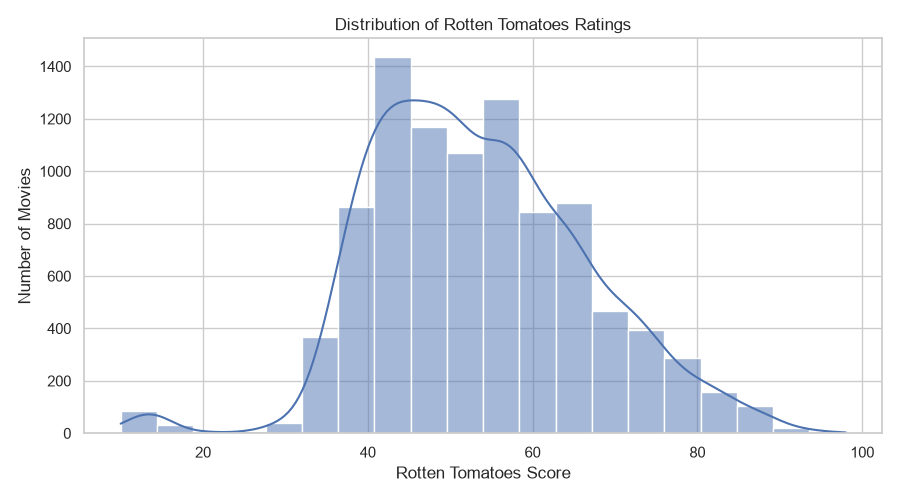 Distribution of Rotten Tomatoes Ratings
1400
1200
1000
800
600
400
200
0
Number of Movies
20 40 60 80 100
Rotten Tomatoes Score